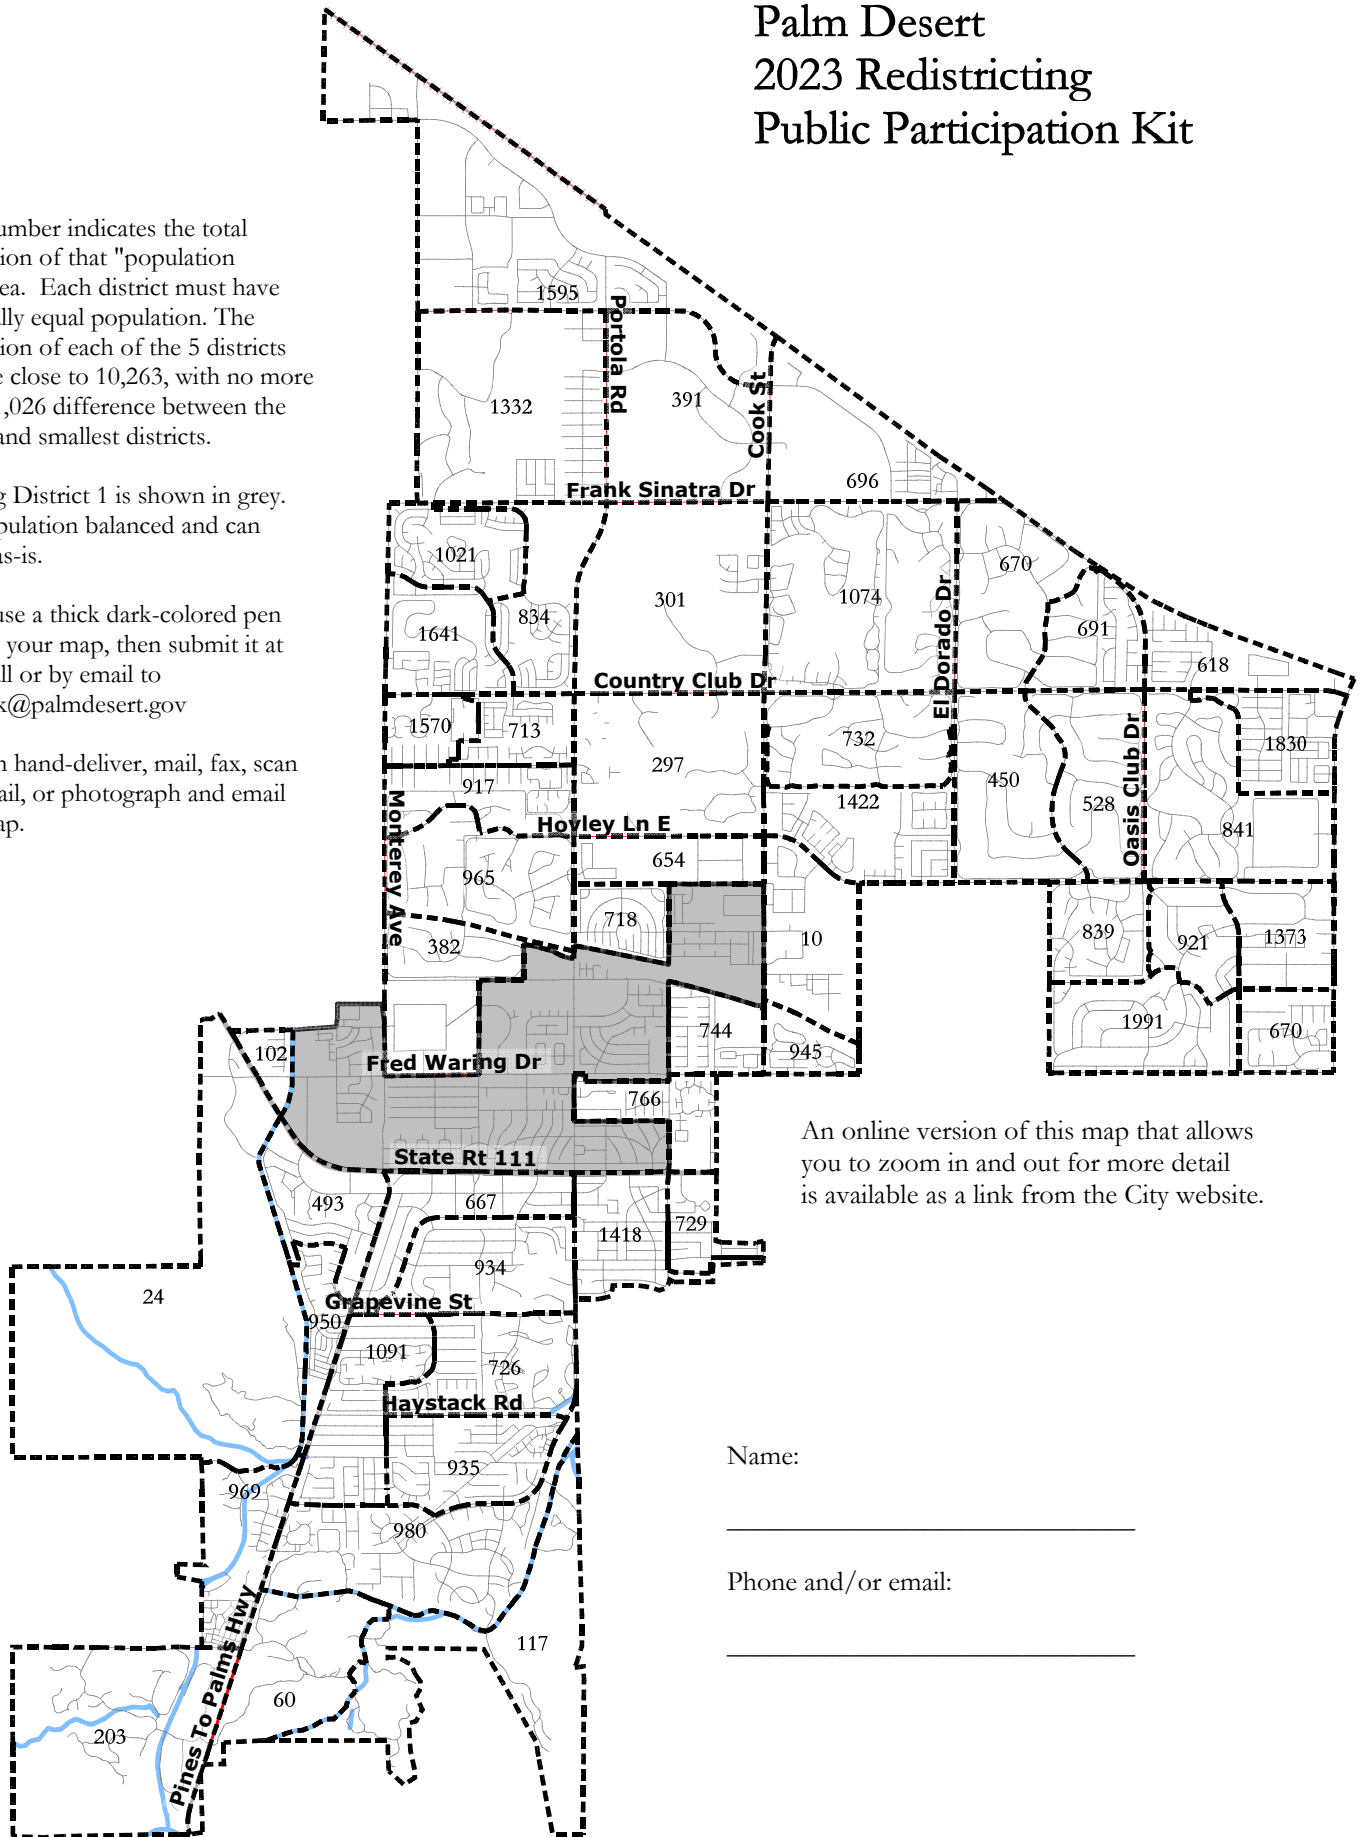 Palm Desert
2023 Redistricting
Public Participation Kit
umber indicates the total
ion of that "population
ea. Each district must have
lly equal population. The
ion of each of the 5 districts
e close to 10,263, with no more
,026 difference between the
and smallest districts.
g District 1 is shown in grey.
pulation balanced and can
as-is.
use a thick dark-colored pen
your map, then submit it at
ll or by email to
k@palmdesert.gov
n hand-deliver, mail, fax, scan
ail, or photograph and email
ap.
1595
Portola Rd
1332
391
Cook St
696
Frank Sinatra Dr
1021
670
834
301
1074
El Dorado Dr
691
1641
618
Country Club Dr
1570
713
732
1830
297
450
917
1422
528
Oasis Club Dr
841
Monterey Ave
Hovley Ln E
654
965
718
382
10
839
921
1373
102
744
945
1991
670
Fred Waring Dr
766
State Rt 111
An online version of this map that allows
you to zoom in and out for more detail
is available as a link from the City website.
493
667
1418
729
934
24
Grapevine St
950
1091
726
Haystack Rd
935
969
980
Name:
Phone and/or email:
Pines To Palms Hwy
117
60
203